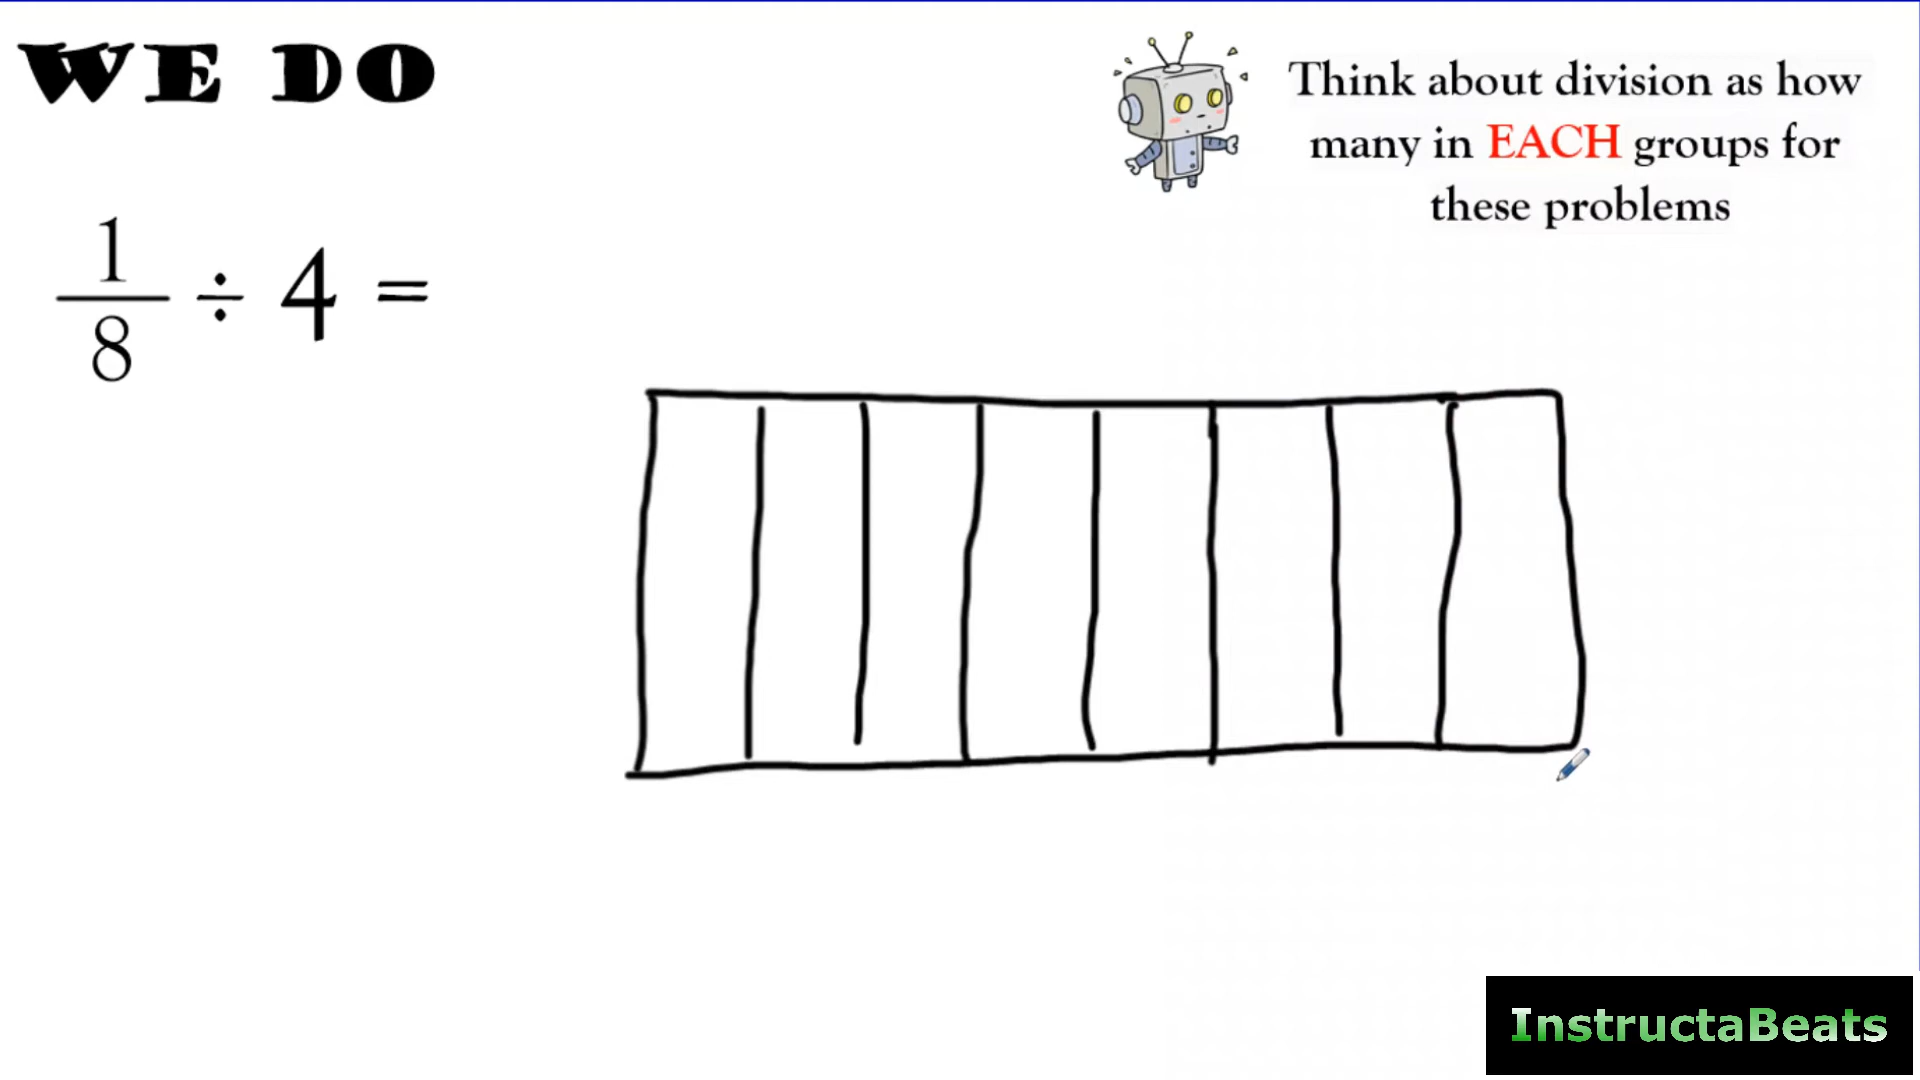 WE DO
Think about division as how
many in EACH groups for
these problems
1
8
÷ 4 =
InstructaBeats